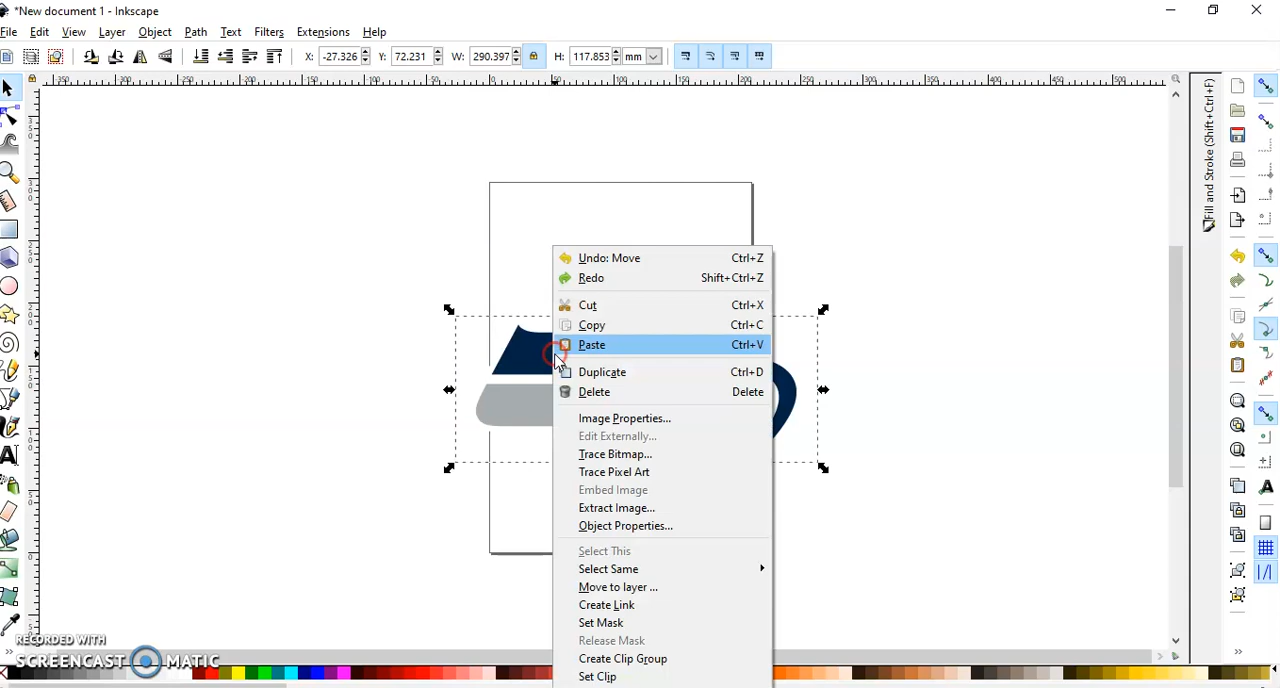 *New document 1 - Inkscape
File Edit View Layer Object Path Text Filters Extensions Help
X: -27.326 Y: 72.231 W: 290.397 H: 117.853 mm
Fill and Stroke (Shift+Ctrl+F)
Undo: Move Ctrl+Z
Redo Shift+Ctrl+Z
Cut Ctrl+X
Copy Ctrl+C
Paste Ctrl+V
Duplicate Ctrl+D
Delete Delete
Image Properties...
Edit Externally...
Trace Bitmap...
Trace Pixel Art
Embed Image
Extract Image...
Object Properties...
Select This
Select Same
Move to layer ...
Create Link
Set Mask
Release Mask
Create Clip Group
Set Clip
RECORDED WITH
SCREENCAST MATIC